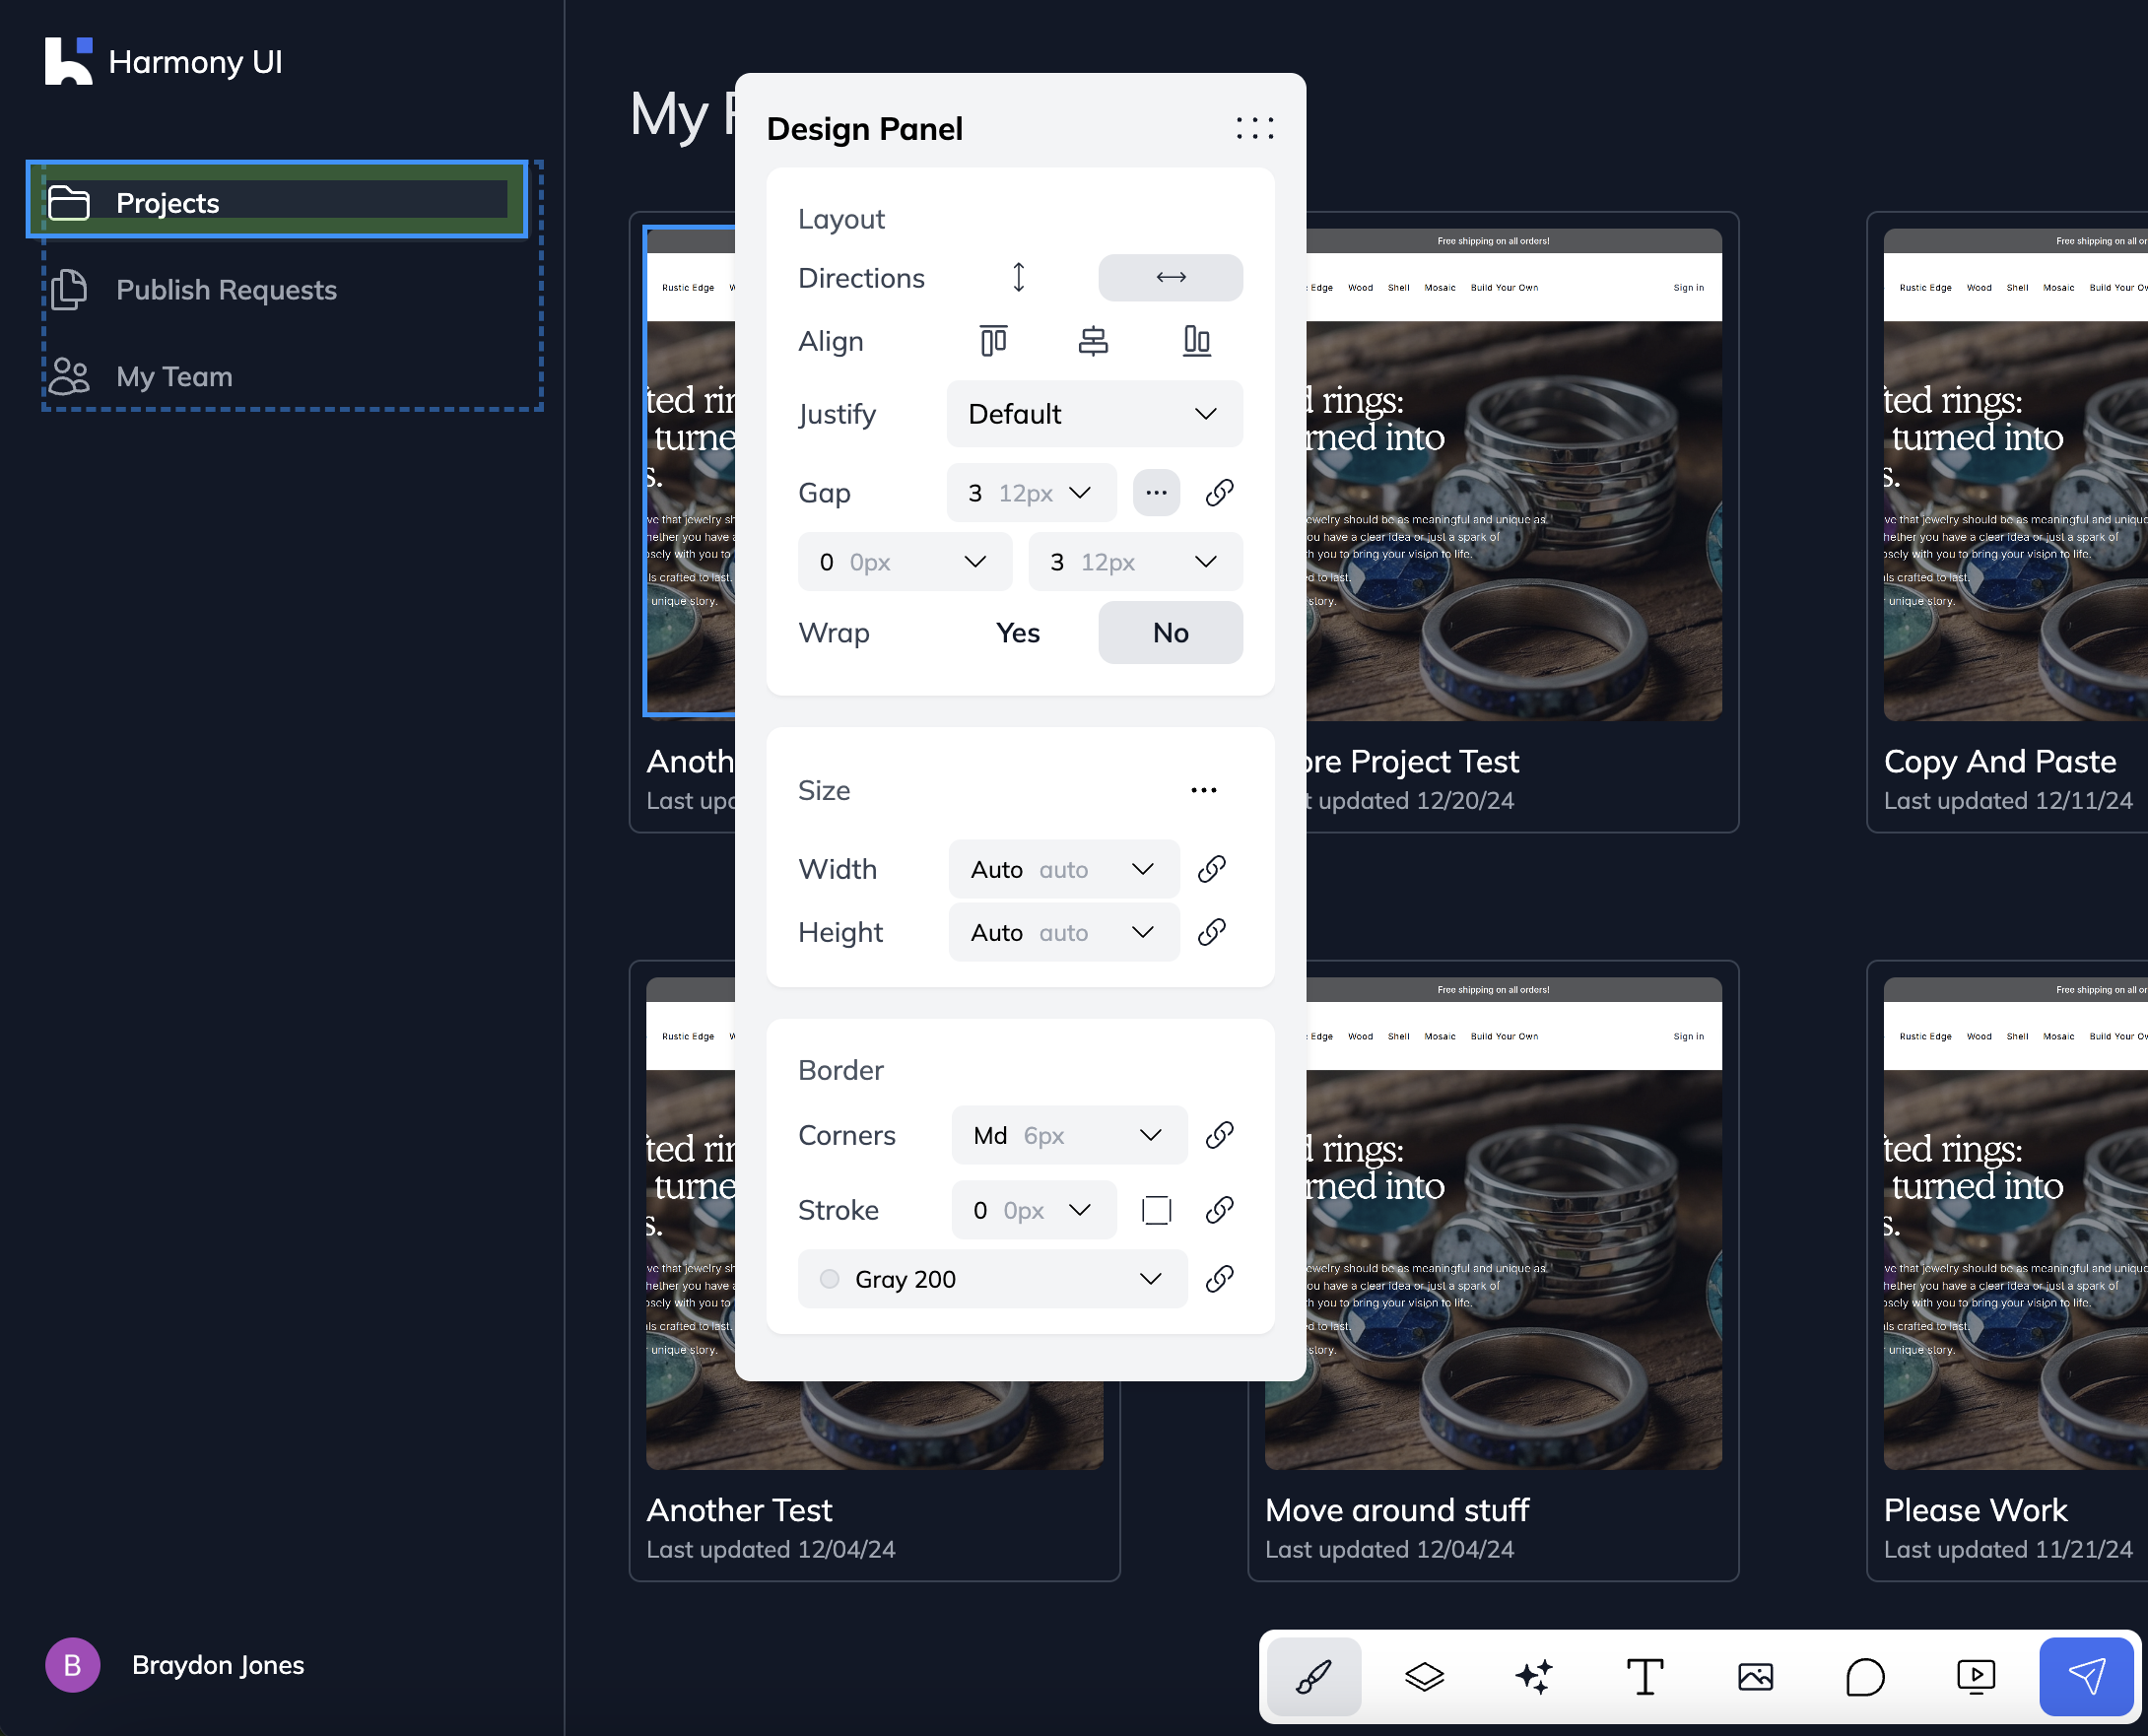 Harmony UI
Projects
Publish Requests
My Team
Braydon Jones
My
Design Panel
Layout
Directions
Align
Justify Default
Gap 3 12px
0 0px 3 12px
Wrap Yes No
Size
Width Auto auto
Height Auto auto
Border
Corners Md 6px
Stroke 0 0px
Gray 200
Rustic Edge
turne
s.
ve that jewelry sh
hether you have a
osely with you to
ls crafted to last.
unique story.
Anoth
Last upd
Free shipping on all orders!
Edge Wood Shell Mosaic Build Your Own Sign in
d rings:
rned into
ewelry should be as meaningful and unique as.
ou have a clear idea or just a spark of
h you to bring your vision to life.
d to last.
story.
ore Project Test
t updated 12/20/24
Free shipping on all or
Rustic Edge Wood Shell Mosaic Build Your Ow
ted rings:
turned into
s.
ve that jewelry should be as meaningful and uniqu
hether you have a clear idea or just a spark of
osely with you to bring your vision to life.
ls crafted to last.
unique story.
Copy And Paste
Last updated 12/11/24
Rustic Edge
turne
s.
ve that jewelry sh
hether you have a
osely with you to
ls crafted to last.
unique story.
Another Test
Last updated 12/04/24
Free shipping on all orders!
Edge Wood Shell Mosaic Build Your Own Sign in
d rings:
rned into
ewelry should be as meaningful and unique as.
ou have a clear idea or just a spark of
h you to bring your vision to life.
d to last.
story.
Move around stuff
Last updated 12/04/24
Free shipping on all or
Rustic Edge Wood Shell Mosaic Build Your Ow
ted rings:
turned into
s.
ve that jewelry should be as meaningful and uniqu
hether you have a clear idea or just a spark of
osely with you to bring your vision to life.
ls crafted to last.
unique story.
Please Work
Last updated 11/21/24
B